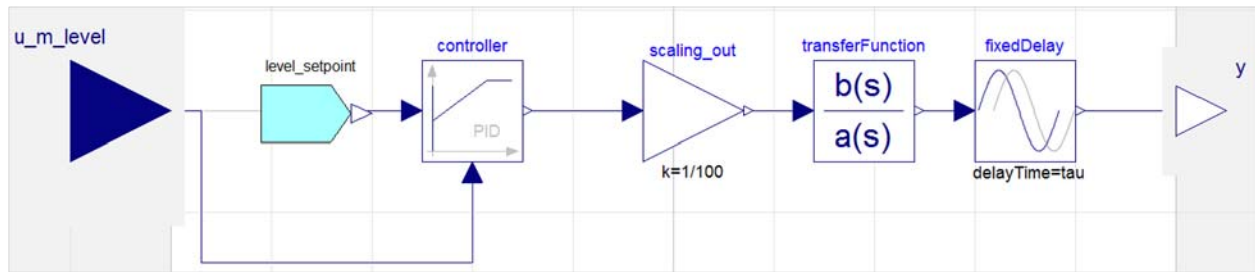 u_m_level
level_setpoint
controller
PID
scaling_out
k=1/100
transferFunction
b(s)
a(s)
fixedDelay
delayTime=tau
y